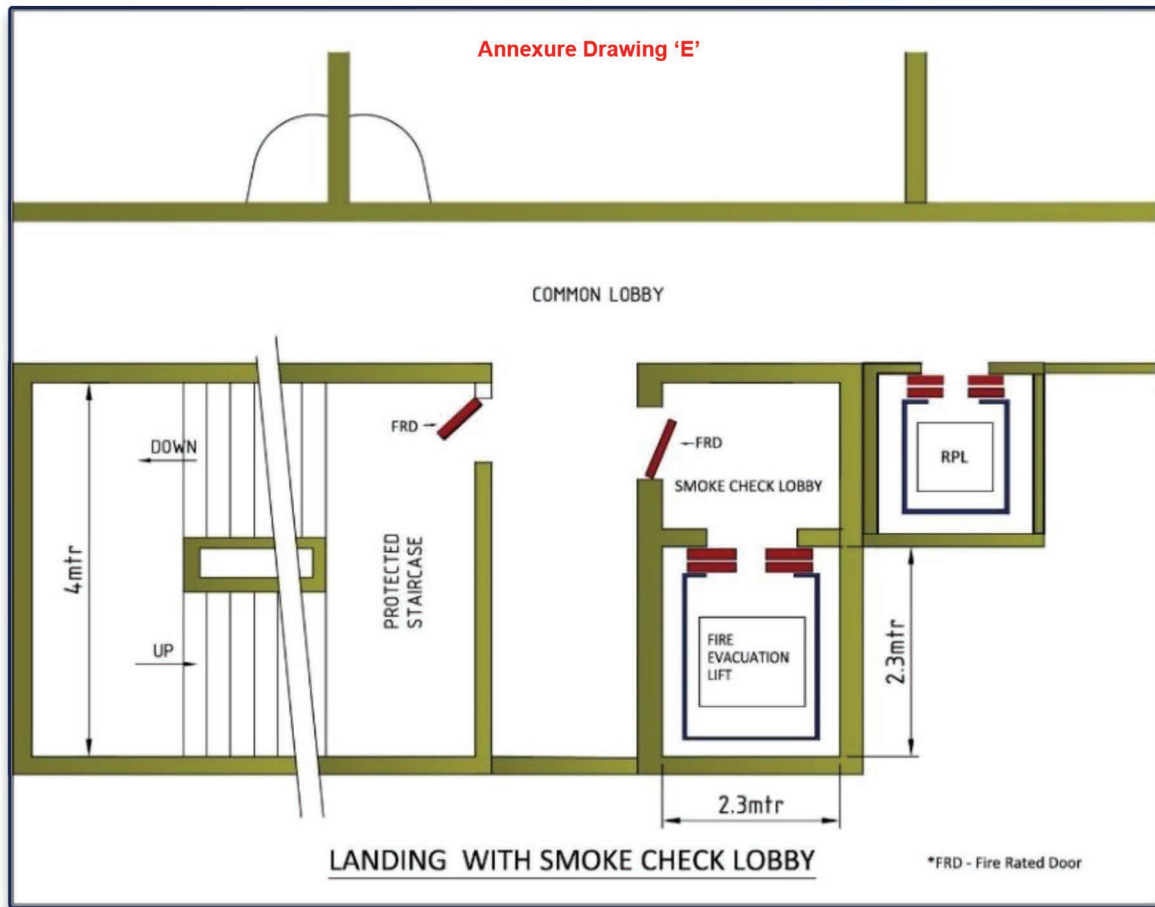 Annexure Drawing ‘E’
COMMON LOBBY
FRD
FRD
RPL
DOWN
SMOKE CHECK LOBBY
4mtr
PROTECTED
STAIRCASE
UP
FIRE
EVACUATION
LIFT
2.3mtr
2.3mtr
LANDING WITH SMOKE CHECK LOBBY
*FRD - Fire Rated Door